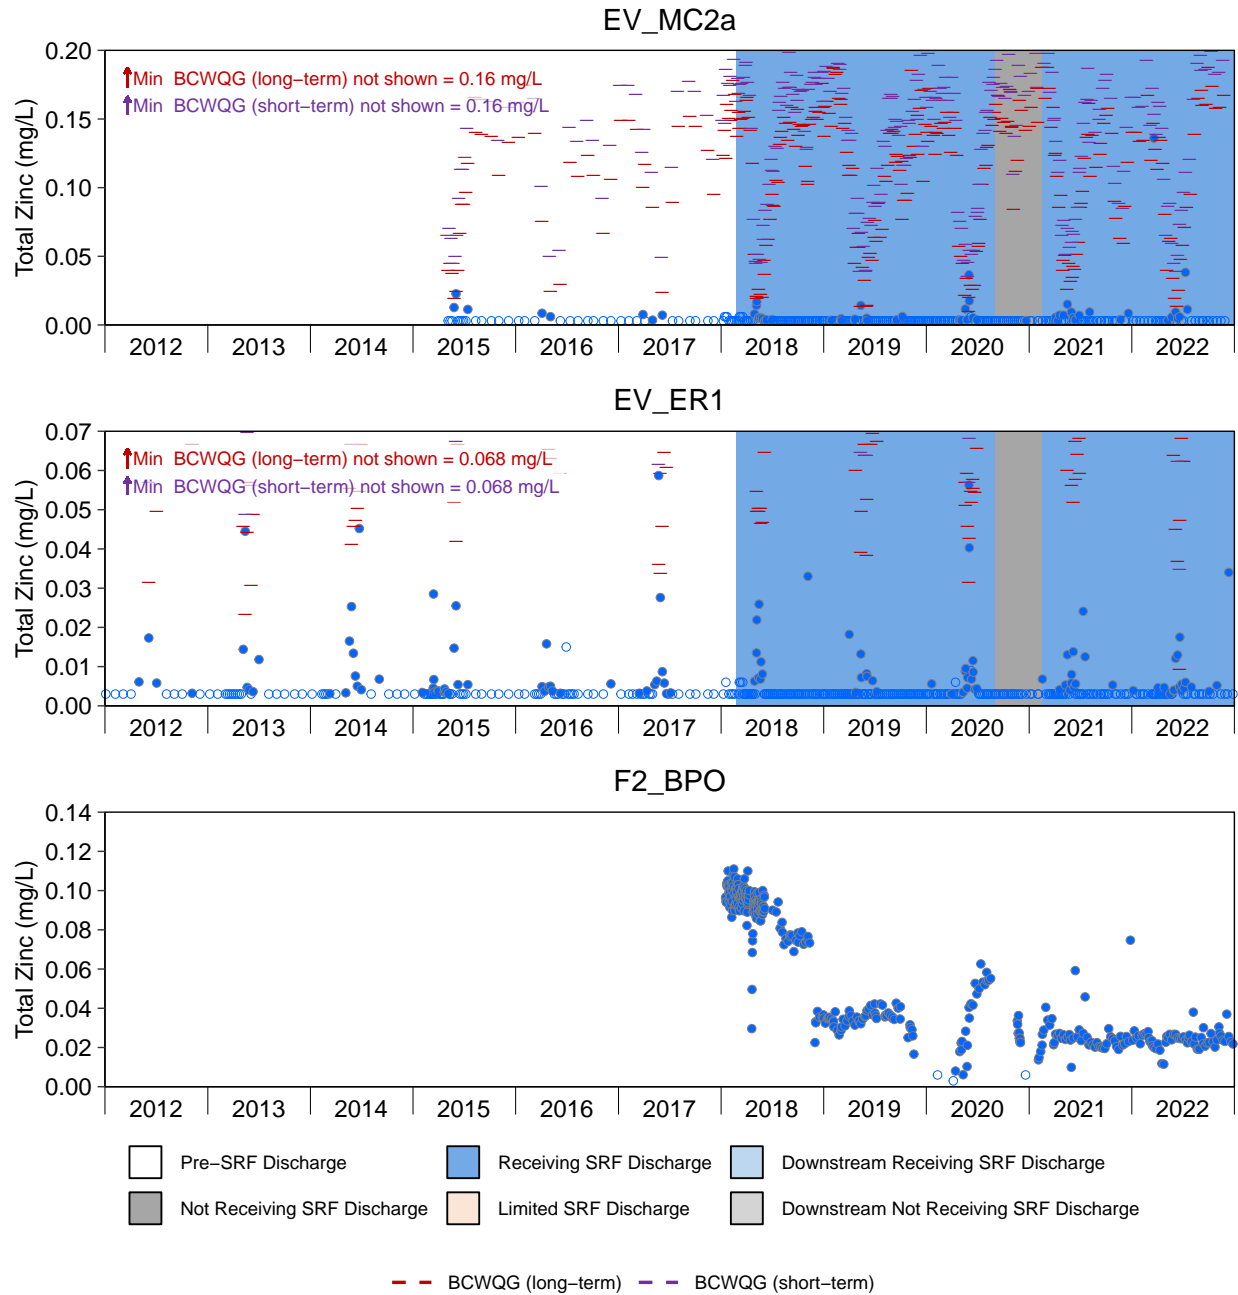 EV_MC2a
Total Zinc (mg/L)
0.20
0.15
0.10
0.05
0.00
↑Min BCWQG (long−term) not shown = 0.16 mg/L
↑Min BCWQG (short−term) not shown = 0.16 mg/L
2012 2013 2014 2015 2016 2017 2018 2019 2020 2021 2022
EV_ER1
Total Zinc (mg/L)
0.07
0.06
0.05
0.04
0.03
0.02
0.01
0.00
↑Min BCWQG (long−term) not shown = 0.068 mg/L
↑Min BCWQG (short−term) not shown = 0.068 mg/L
2012 2013 2014 2015 2016 2017 2018 2019 2020 2021 2022
F2_BPO
Total Zinc (mg/L)
0.14
0.12
0.10
0.08
0.06
0.04
0.02
0.00
2012 2013 2014 2015 2016 2017 2018 2019 2020 2021 2022
Pre−SRF Discharge Receiving SRF Discharge Downstream Receiving SRF Discharge
Not Receiving SRF Discharge Limited SRF Discharge Downstream Not Receiving SRF Discharge
BCWQG (long−term) BCWQG (short−term)